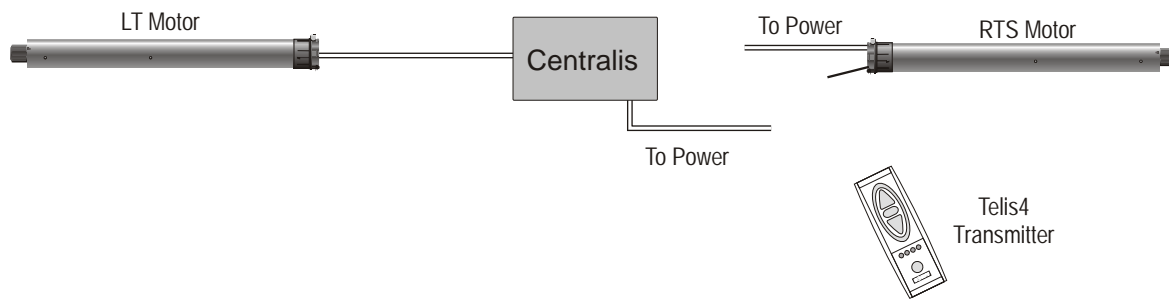 LT Motor
Centralis
To Power
To Power
RTS Motor
Telis4
Transmitter